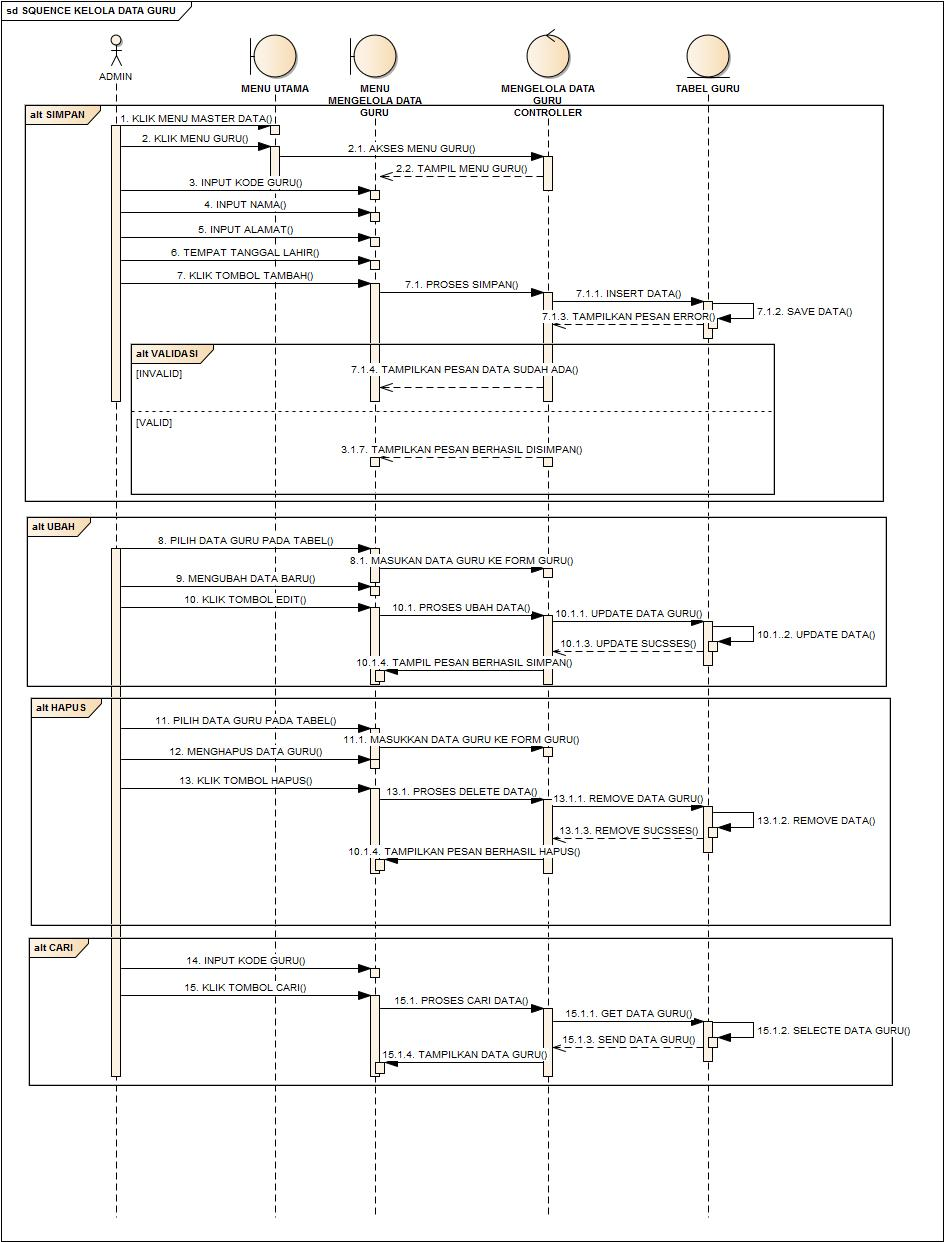 sd SQUENCE KELOLA DATA GURU
ADMIN
MENU UTAMA
MENU
MENGELOLA DATA
GURU
MENGELOLA DATA
GURU
CONTROLLER
TABEL GURU
alt SIMPAN
1. KLIK MENU MASTER DATA()
2. KLIK MENU GURU()
2.1. AKSES MENU GURU()
2.2. TAMPIL MENU GURU()
3. INPUT KODE GURU()
4. INPUT NAMA()
5. INPUT ALAMAT()
6. TEMPAT TANGGAL LAHIR()
7. KLIK TOMBOL TAMBAH()
7.1. PROSES SIMPAN()
7.1.1. INSERT DATA()
7.1.2. SAVE DATA()
7.1.3. TAMPILKAN PESAN ERROR()
alt VALIDASI
[INVALID]
7.1.4. TAMPILKAN PESAN DATA SUDAH ADA()
[VALID]
3.1.7. TAMPILKAN PESAN BERHASIL DISIMPAN()
alt UBAH
8. PILIH DATA GURU PADA TABEL()
8.1. MASUKAN DATA GURU KE FORM GURU()
9. MENGUBAH DATA BARU()
10. KLIK TOMBOL EDIT()
10.1. PROSES UBAH DATA()
10.1.1. UPDATE DATA GURU()
10.1..2. UPDATE DATA()
10.1.3. UPDATE SUCSSES()
10.1.4. TAMPIL PESAN BERHASIL SIMPAN()
alt HAPUS
11. PILIH DATA GURU PADA TABEL()
11.1. MASUKKAN DATA GURU KE FORM GURU()
12. MENGHAPUS DATA GURU()
13. KLIK TOMBOL HAPUS()
13.1. PROSES DELETE DATA()
13.1.1. REMOVE DATA GURU()
13.1.2. REMOVE DATA()
13.1.3. REMOVE SUCSSES()
10.1.4. TAMPILKAN PESAN BERHASIL HAPUS()
alt CARI
14. INPUT KODE GURU()
15. KLIK TOMBOL CARI()
15.1. PROSES CARI DATA()
15.1.1. GET DATA GURU()
15.1.2. SELECTE DATA GURU()
15.1.3. SEND DATA GURU()
15.1.4. TAMPILKAN DATA GURU()